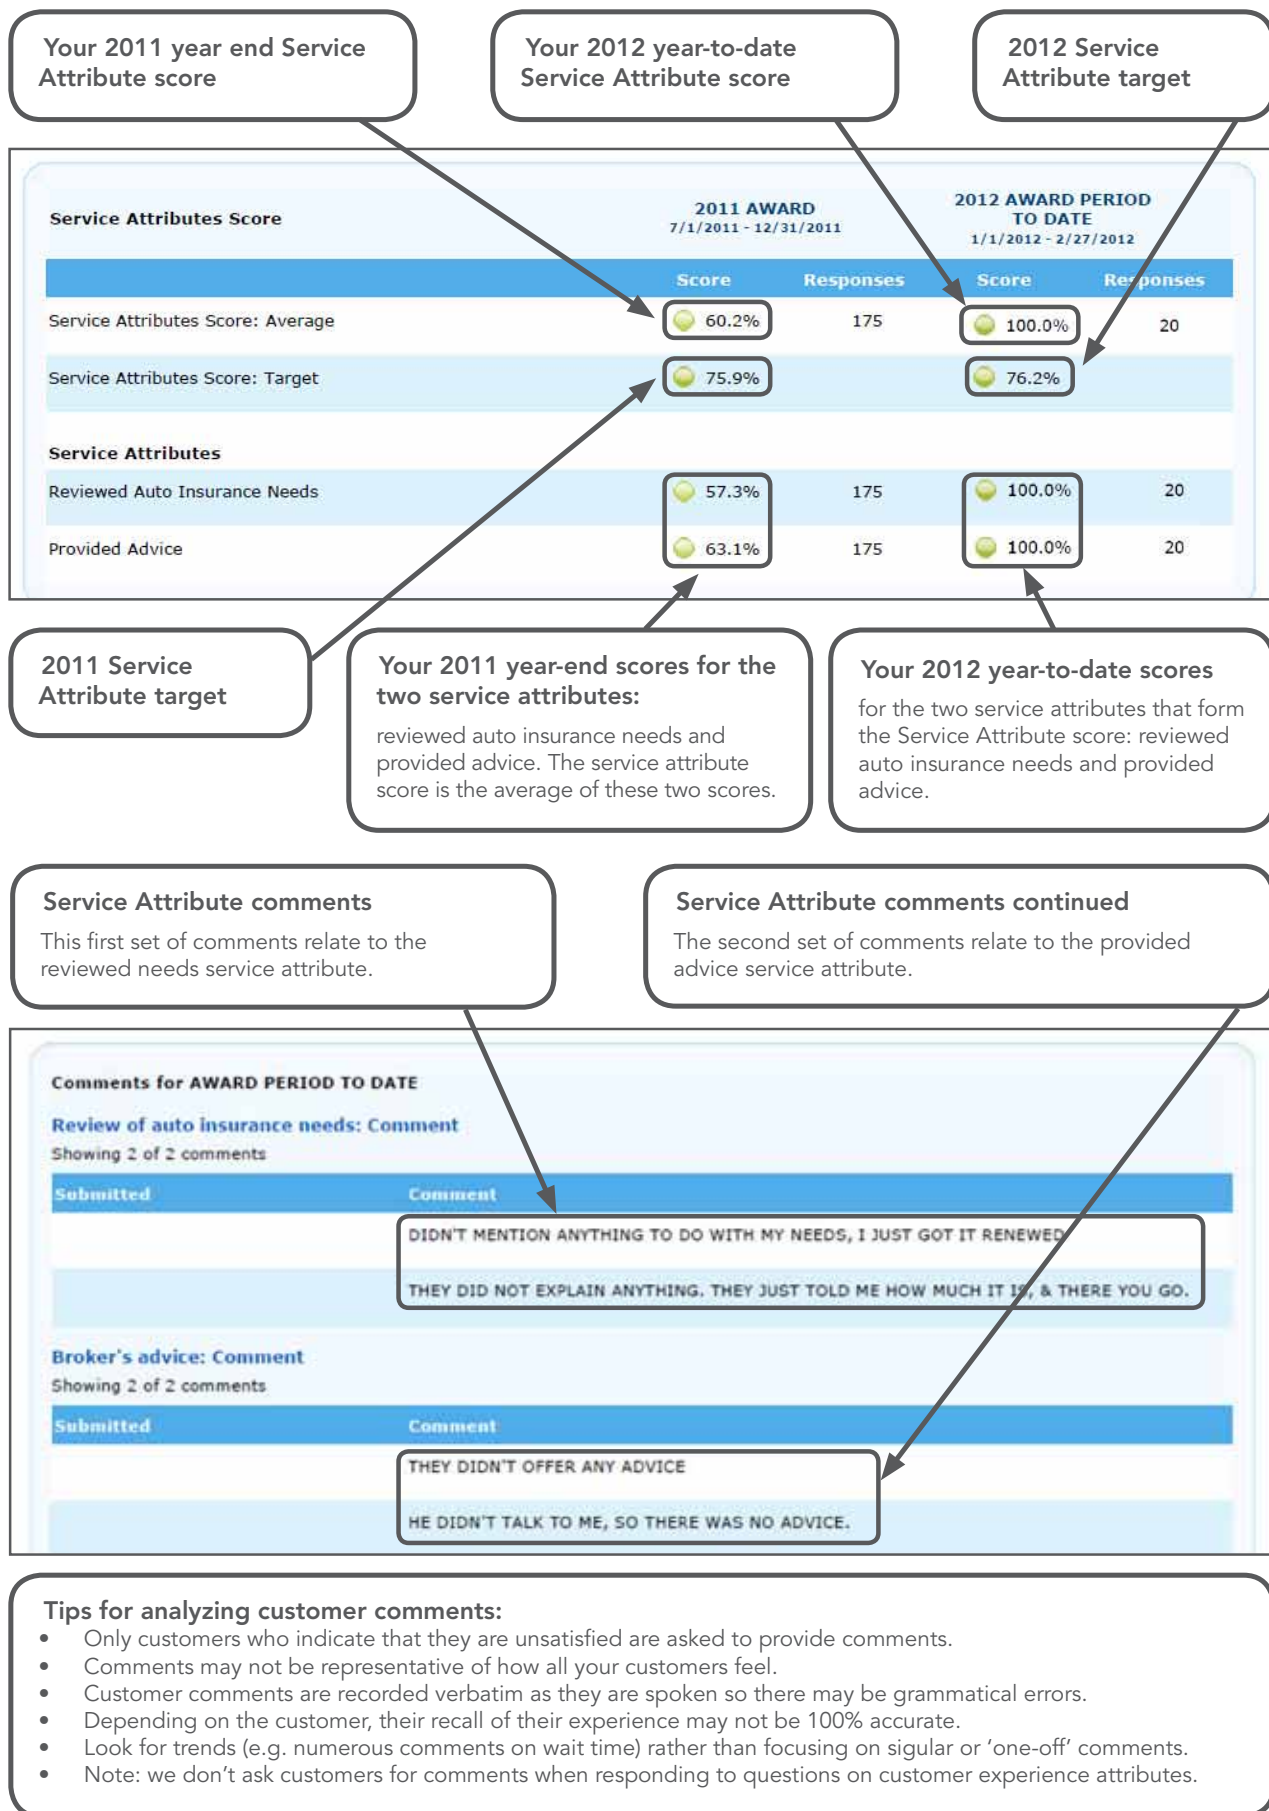 Your 2011 year end Service
Attribute score
Your 2012 year-to-date
Service Attribute score
2012 Service
Attribute target
Service Attributes Score
2011 AWARD
7/1/2011 - 12/31/2011
2012 AWARD PERIOD
TO DATE
1/1/2012 - 2/27/2012
Score Responses Score Responses
Service Attributes Score: Average 60.2% 175 100.0% 20
Service Attributes Score: Target 75.9% 76.2%
Service Attributes
Reviewed Auto Insurance Needs 57.3% 175 100.0% 20
Provided Advice 63.1% 175 100.0% 20
2011 Service
Attribute target
Your 2011 year-end scores for the
two service attributes:
reviewed auto insurance needs and
provided advice. The service attribute
score is the average of these two scores.
Your 2012 year-to-date scores
for the two service attributes that form
the Service Attribute score: reviewed
auto insurance needs and provided
advice.
Service Attribute comments
This first set of comments relate to the
reviewed needs service attribute.
Service Attribute comments continued
The second set of comments relate to the provided
advice service attribute.
Comments for AWARD PERIOD TO DATE
Review of auto insurance needs: Comment
Showing 2 of 2 comments
Submitted Comment
DIDN'T MENTION ANYTHING TO DO WITH MY NEEDS, I JUST GOT IT RENEWED
THEY DID NOT EXPLAIN ANYTHING. THEY JUST TOLD ME HOW MUCH IT IS, & THERE YOU GO.
Broker's advice: Comment
Showing 2 of 2 comments
Submitted Comment
THEY DIDN'T OFFER ANY ADVICE
HE DIDN'T TALK TO ME, SO THERE WAS NO ADVICE.
Tips for analyzing customer comments:
• Only customers who indicate that they are unsatisfied are asked to provide comments.
• Comments may not be representative of how all your customers feel.
• Customer comments are recorded verbatim as they are spoken so there may be grammatical errors.
• Depending on the customer, their recall of their experience may not be 100% accurate.
• Look for trends (e.g. numerous comments on wait time) rather than focusing on sigular or ‘one-off’ comments.
• Note: we don’t ask customers for comments when responding to questions on customer experience attributes.